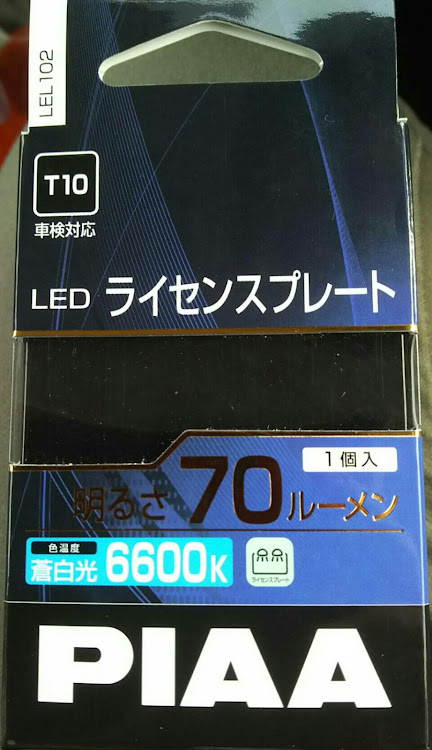 LEL102
T10
車検対応
LED ライセンスプレート
1個入
明るさ 70ルーメン
色温度
蒼白光 6600K
ライセンスプレート
PIAA